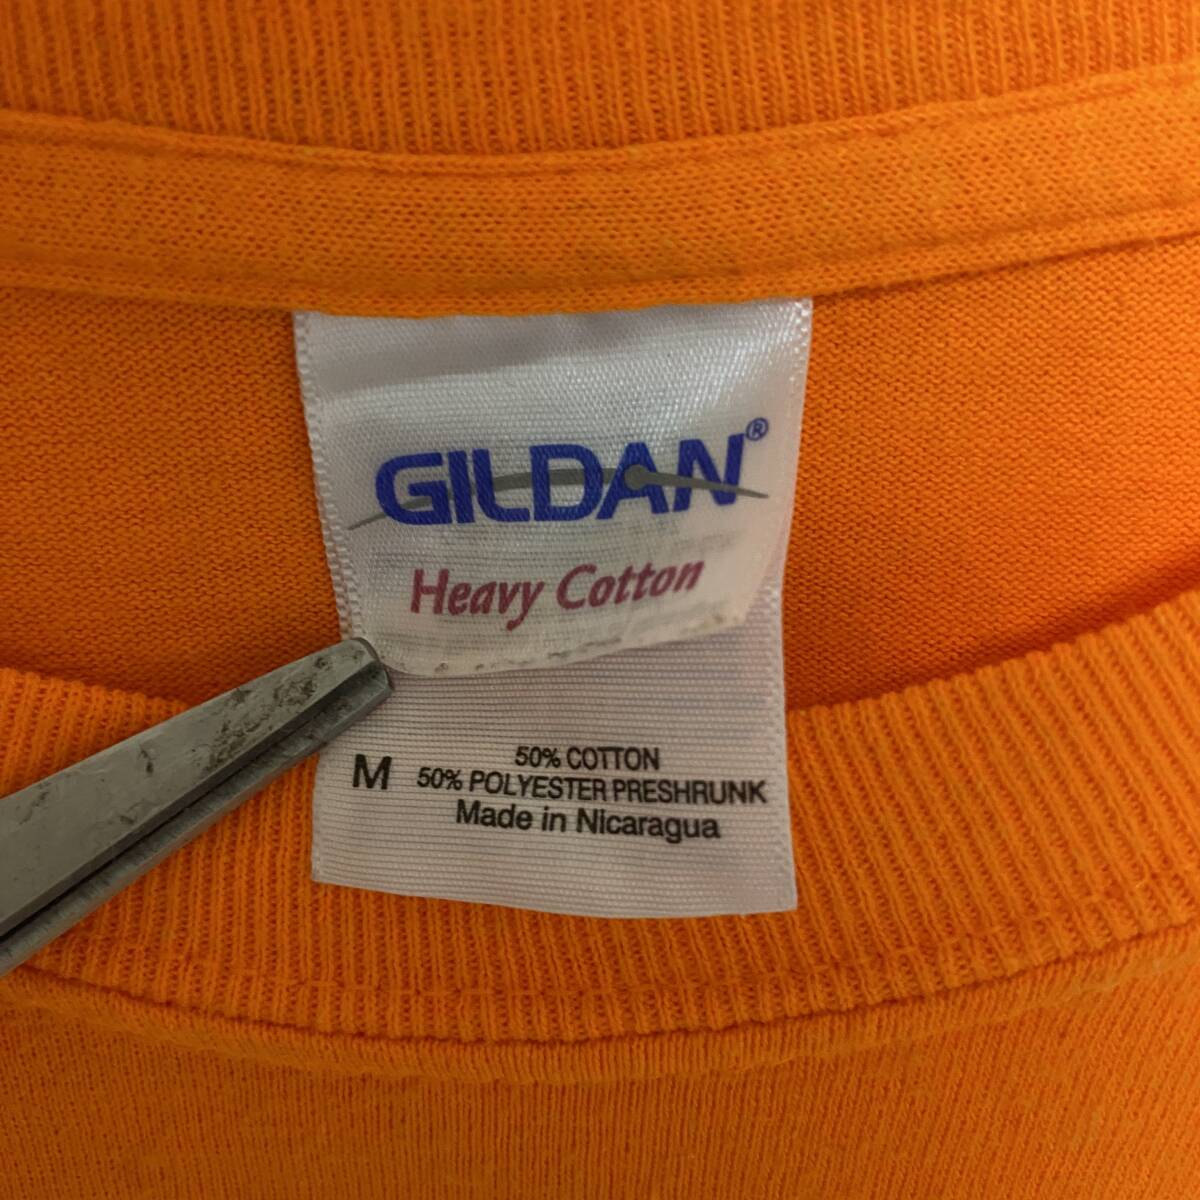 GILDAN®
Heavy Cotton
M
50% COTTON
50% POLYESTER PRESHRUNK
Made in Nicaragua